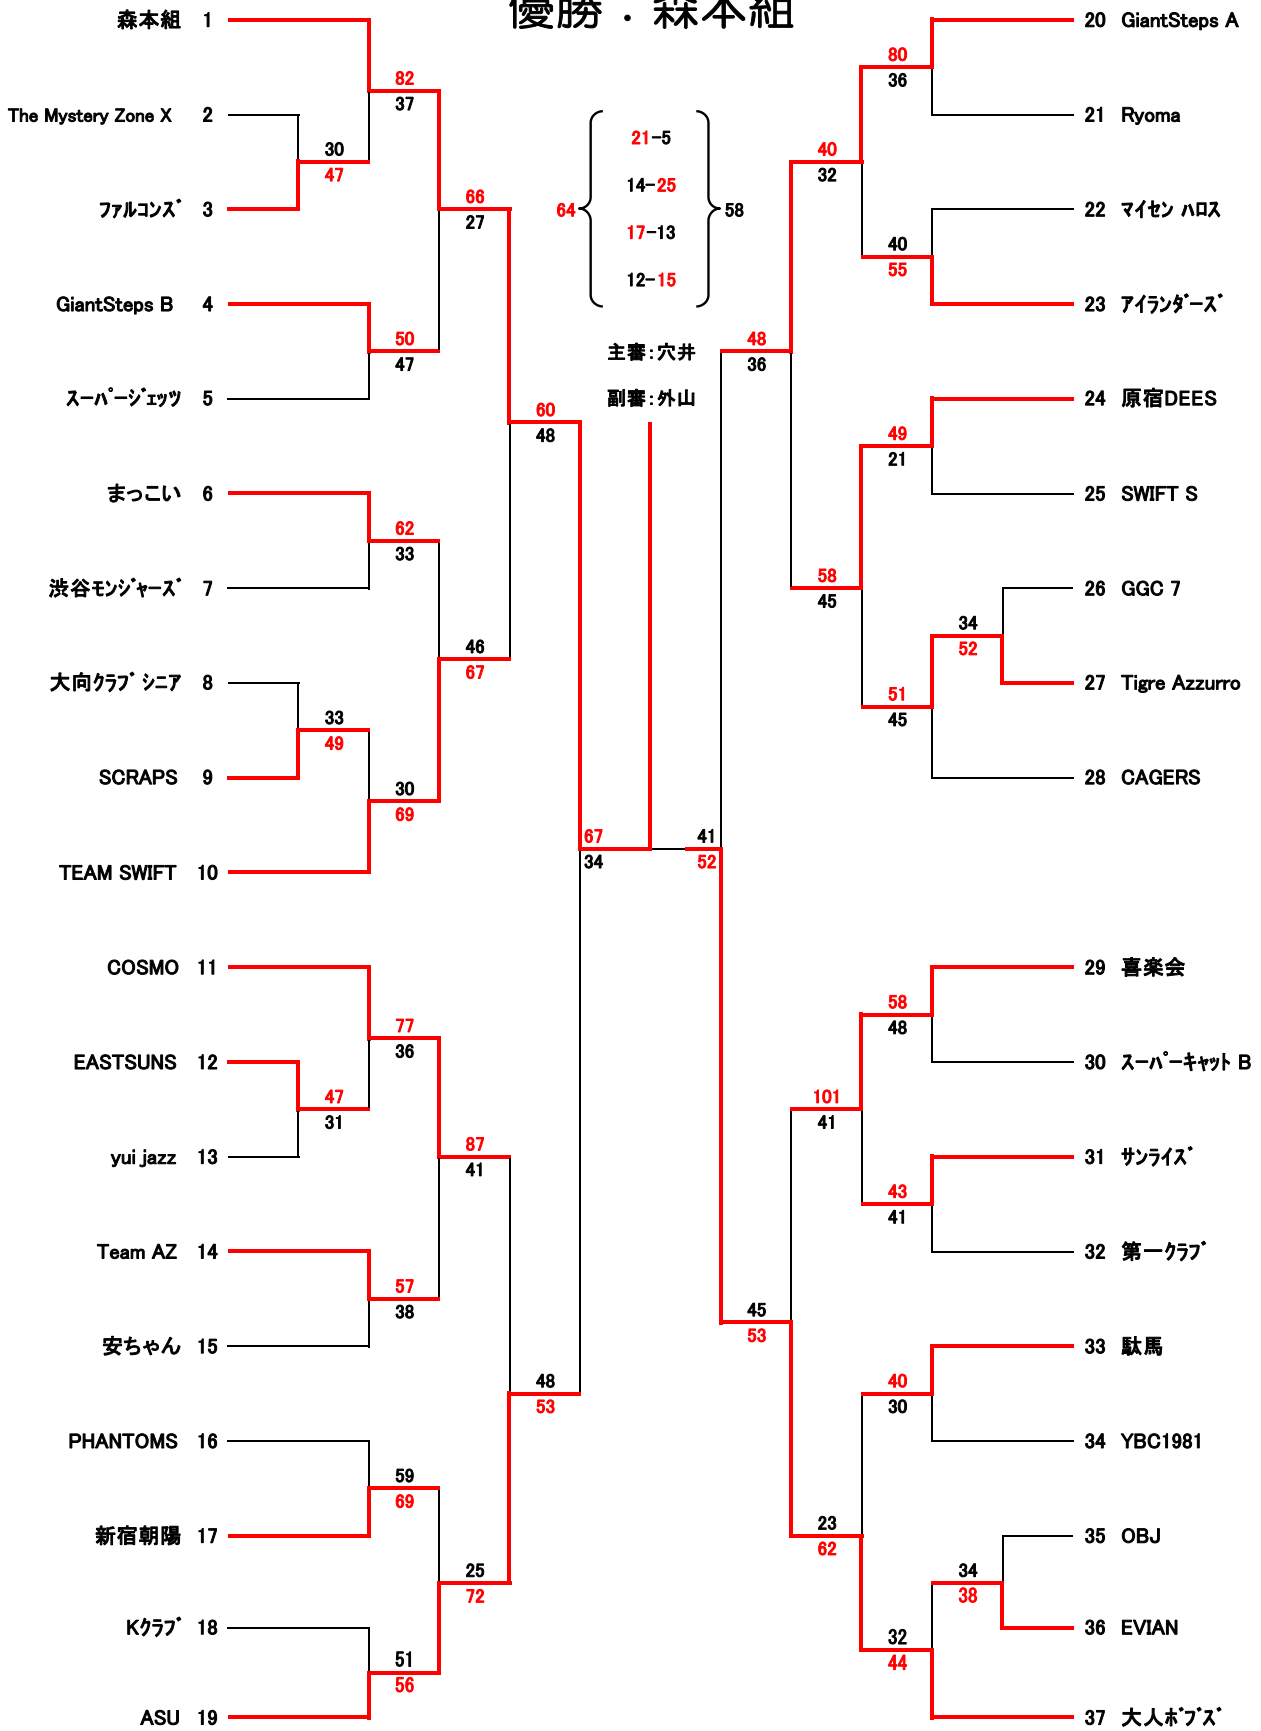 優勝：森本組
森本組 1
82
37
The Mystery Zone X 2
30
47
ファルコンズ 3
66
27
GiantSteps B 4
50
47
スーパージェッツ 5
60
48
まっこい 6
62
33
渋谷モンジャーズ 7
46
67
大向クラブ シニア 8
33
49
SCRAPS 9
30
69
TEAM SWIFT 10
67
34
COSMO 11
77
36
EASTSUNS 12
47
31
yui jazz 13
87
41
Team AZ 14
57
38
安ちゃん 15
48
53
PHANTOMS 16
59
69
新宿朝陽 17
25
72
Kクラブ 18
51
56
ASU 19
21-5
14-25
64
58
17-13
12-15
主審:穴井
副審:外山
20 GiantSteps A
80
36
21 Ryoma
40
32
22 マイセン ハロス
40
55
23 アイランダーズ
48
36
24 原宿DEES
49
21
25 SWIFT S
58
45
26 GGC 7
34
52
27 Tigre Azzurro
51
45
28 CAGERS
41
52
29 喜楽会
58
48
30 スーパーキャット B
101
41
31 サンライズ
43
41
32 第一クラブ
45
53
33 駄馬
40
30
34 YBC1981
23
62
35 OBJ
34
38
36 EVIAN
32
44
37 大人ボブズ